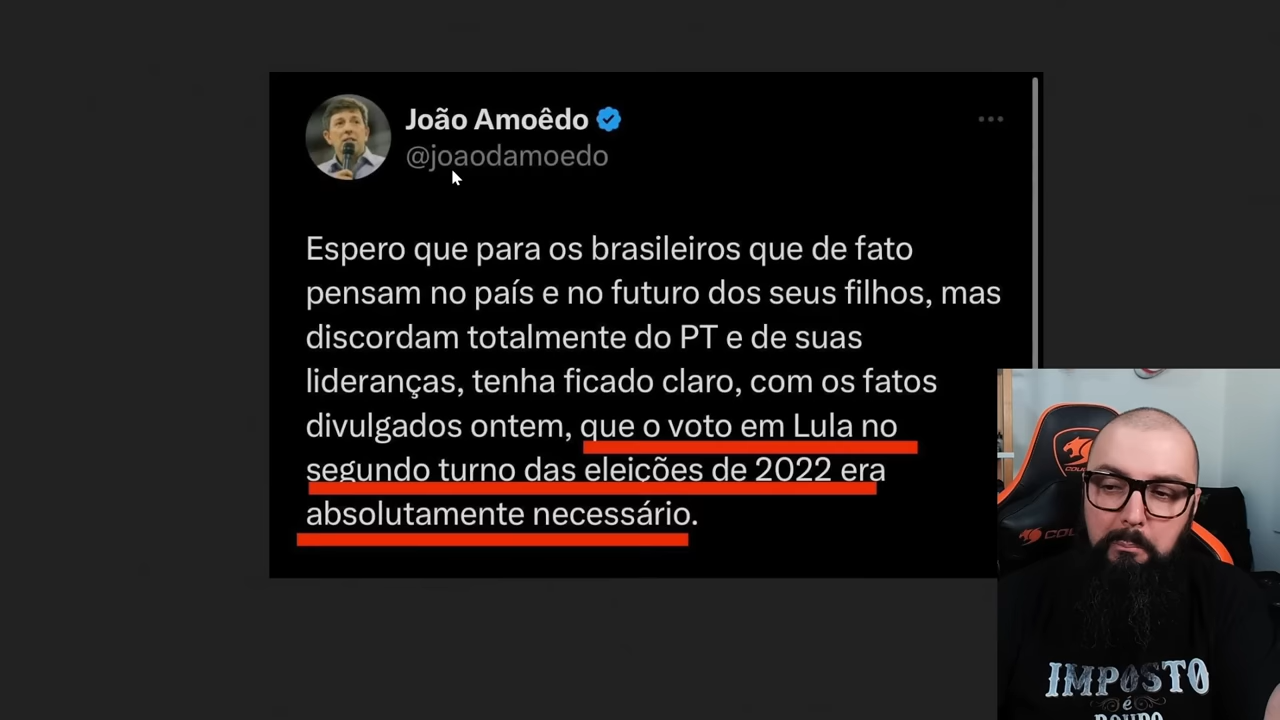 João Amoêdo
@joaodamoedo
Espero que para os brasileiros que de fato
pensam no país e no futuro dos seus filhos, mas
discordam totalmente do PT e de suas
lideranças, tenha ficado claro, com os fatos
divulgados ontem, que o voto em Lula no
segundo turno das eleições de 2022 era
absolutamente necessário.
IMPOSTO
é